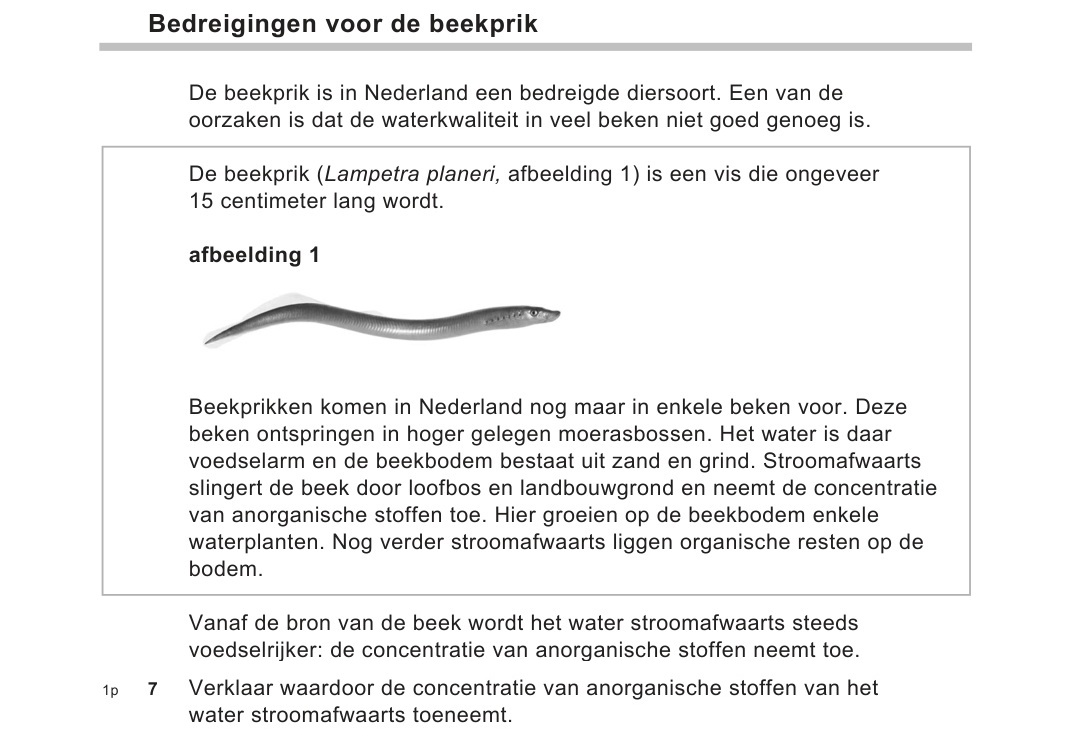 Bedreigingen voor de beekprik
De beekprik is in Nederland een bedreigde diersoort. Een van de
oorzaken is dat de waterkwaliteit in veel beken niet goed genoeg is.
De beekprik (Lampetra planeri, afbeelding 1) is een vis die ongeveer
15 centimeter lang wordt.
afbeelding 1
Beekprikken komen in Nederland nog maar in enkele beken voor. Deze
beken ontspringen in hoger gelegen moerasbossen. Het water is daar
voedselarm en de beekbodem bestaat uit zand en grind. Stroomafwaarts
slingert de beek door loofbos en landbouwgrond en neemt de concentratie
van anorganische stoffen toe. Hier groeien op de beekbodem enkele
waterplanten. Nog verder stroomafwaarts liggen organische resten op de
bodem.
Vanaf de bron van de beek wordt het water stroomafwaarts steeds
voedselrijker: de concentratie van anorganische stoffen neemt toe.
1p 7 Verklaar waardoor de concentratie van anorganische stoffen van het
water stroomafwaarts toeneemt.